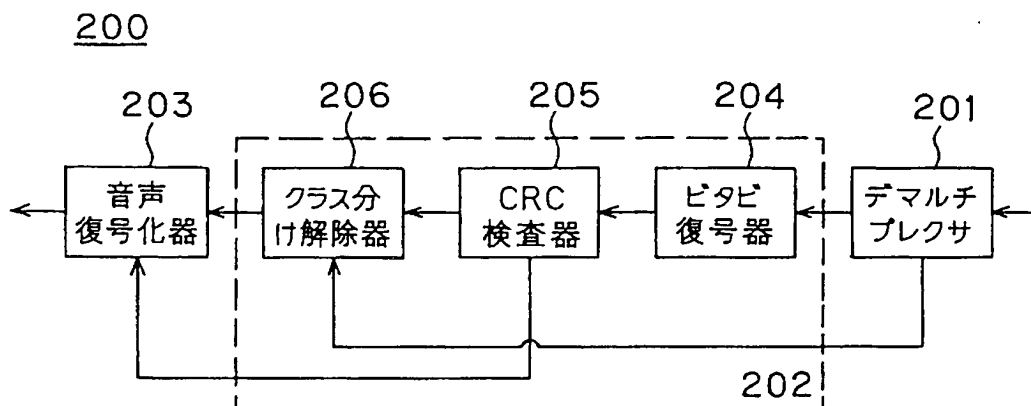 200
203
206
205
204
201
音声
復号化器
クラス分
け解除器
CRC
検査器
ビタビ
復号器
デマルチ
プレクサ
202